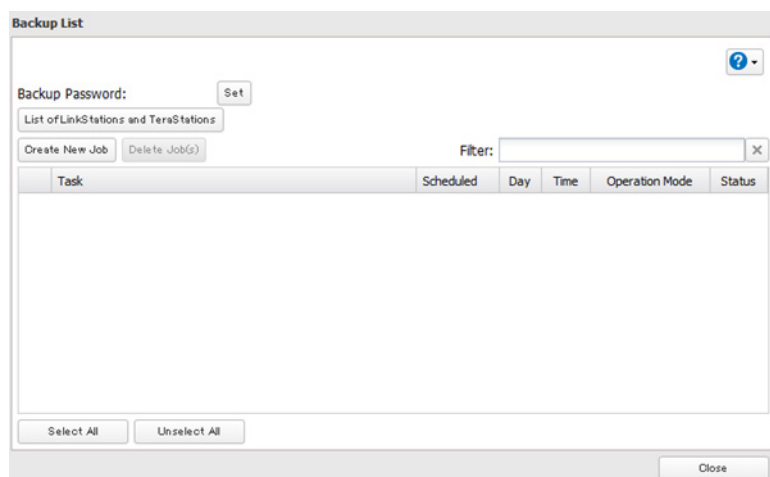 Backup List
?
Backup Password: Set
List of LinkStations and TeraStations
Create New Job Delete Job(s) Filter:
Task Scheduled Day Time Operation Mode Status
Select All Unselect All
Close